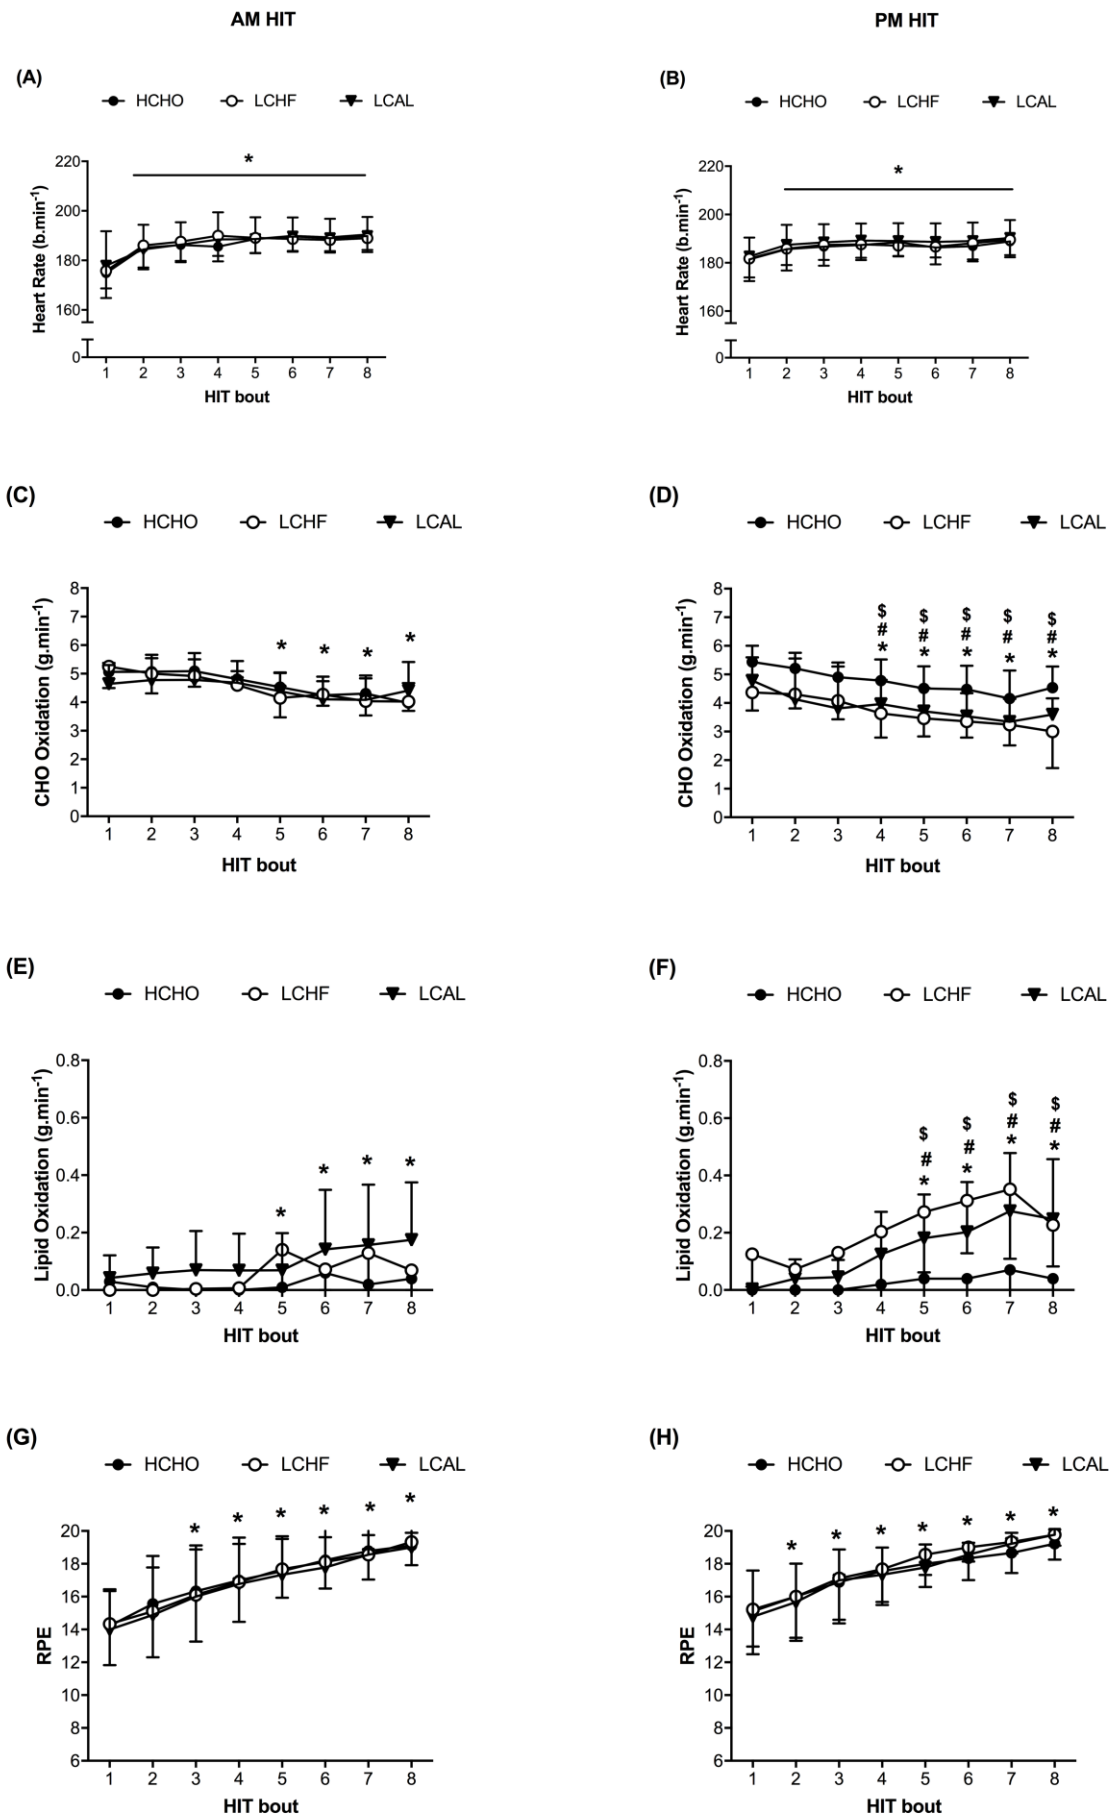 AM HIT
PM HIT
(A)
HCHO LCHF LCAL
*
Heart Rate (b.min⁻¹)
220
200
180
160
0
1 2 3 4 5 6 7 8
HIT bout
(B)
HCHO LCHF LCAL
*
Heart Rate (b.min⁻¹)
220
200
180
160
0
1 2 3 4 5 6 7 8
HIT bout
(C)
HCHO LCHF LCAL
* * * *
CHO Oxidation (g.min⁻¹)
8
7
6
5
4
3
2
1
0
1 2 3 4 5 6 7 8
HIT bout
(D)
HCHO LCHF LCAL
$ $ $ $ $
# # # # #
* * * * *
CHO Oxidation (g.min⁻¹)
8
7
6
5
4
3
2
1
0
1 2 3 4 5 6 7 8
HIT bout
(E)
HCHO LCHF LCAL
* * * *
Lipid Oxidation (g.min⁻¹)
0.8
0.6
0.4
0.2
0.0
1 2 3 4 5 6 7 8
HIT bout
(F)
HCHO LCHF LCAL
$ $ $ $
# # # #
* * * *
Lipid Oxidation (g.min⁻¹)
0.8
0.6
0.4
0.2
0.0
1 2 3 4 5 6 7 8
HIT bout
(G)
HCHO LCHF LCAL
* * * * * *
RPE
20
18
16
14
12
10
8
6
1 2 3 4 5 6 7 8
HIT bout
(H)
HCHO LCHF LCAL
* * * * * * *
RPE
20
18
16
14
12
10
8
6
1 2 3 4 5 6 7 8
HIT bout